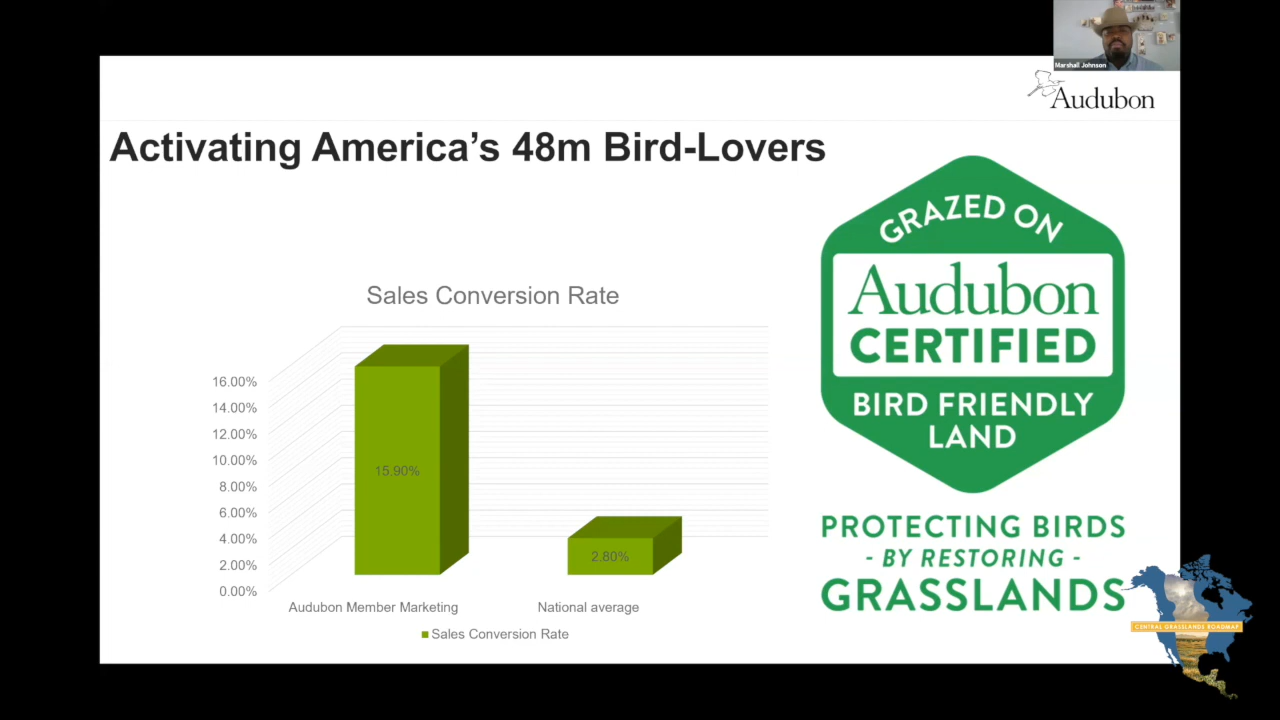 Marshall Johnson
Audubon
Activating America's 48m Bird-Lovers
Sales Conversion Rate
16.00%
14.00%
12.00%
10.00%
8.00%
6.00%
4.00%
2.00%
0.00%
15.90%
2.80%
Audubon Member Marketing
National average
Sales Conversion Rate
GRAZED ON
Audubon
CERTIFIED
BIRD FRIENDLY
LAND
PROTECTING BIRDS
- BY RESTORING -
GRASSLANDS
CENTRAL GRASSLANDS ROADMAP